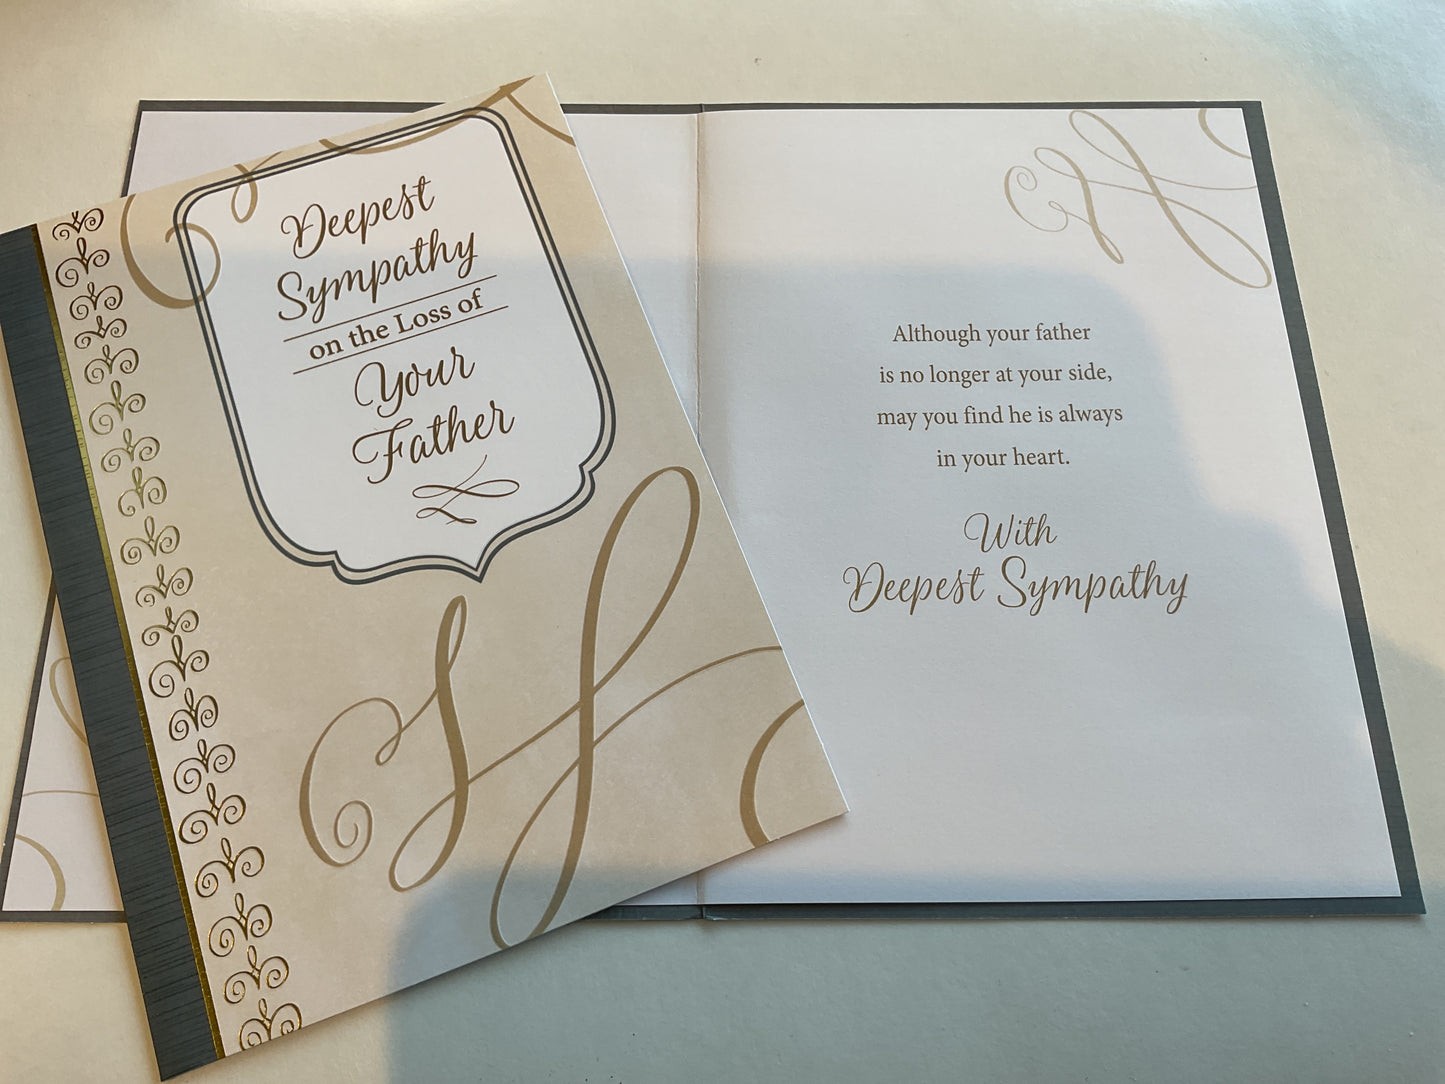 Deepest
Sympathy
on the Loss of
Your
Father
Although your father
is no longer at your side,
may you find he is always
in your heart.
With
Deepest Sympathy